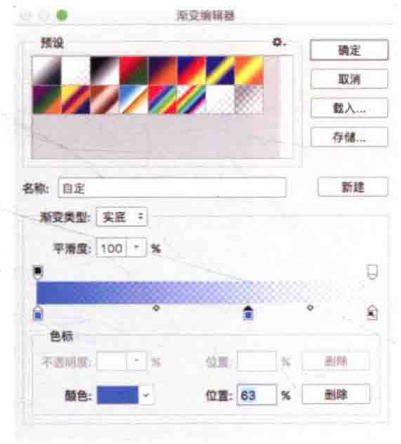 渐变编辑器
预设
确定
取消
载入...
存储...
名称: 自定
新建
渐变类型: 实底
平滑度: 100 %
色标
不透明度: % 位置: % 删除
颜色: 位置: 63 % 删除